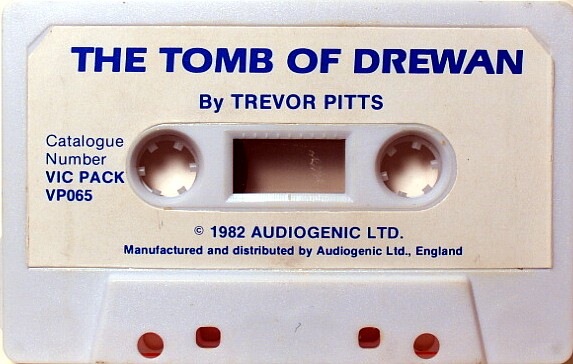 THE TOMB OF DREWAN
By TREVOR PITTS
Catalogue
Number
VIC PACK
VP065
© 1982 AUDIOGENIC LTD.
Manufactured and distributed by Audiogenic Ltd., England